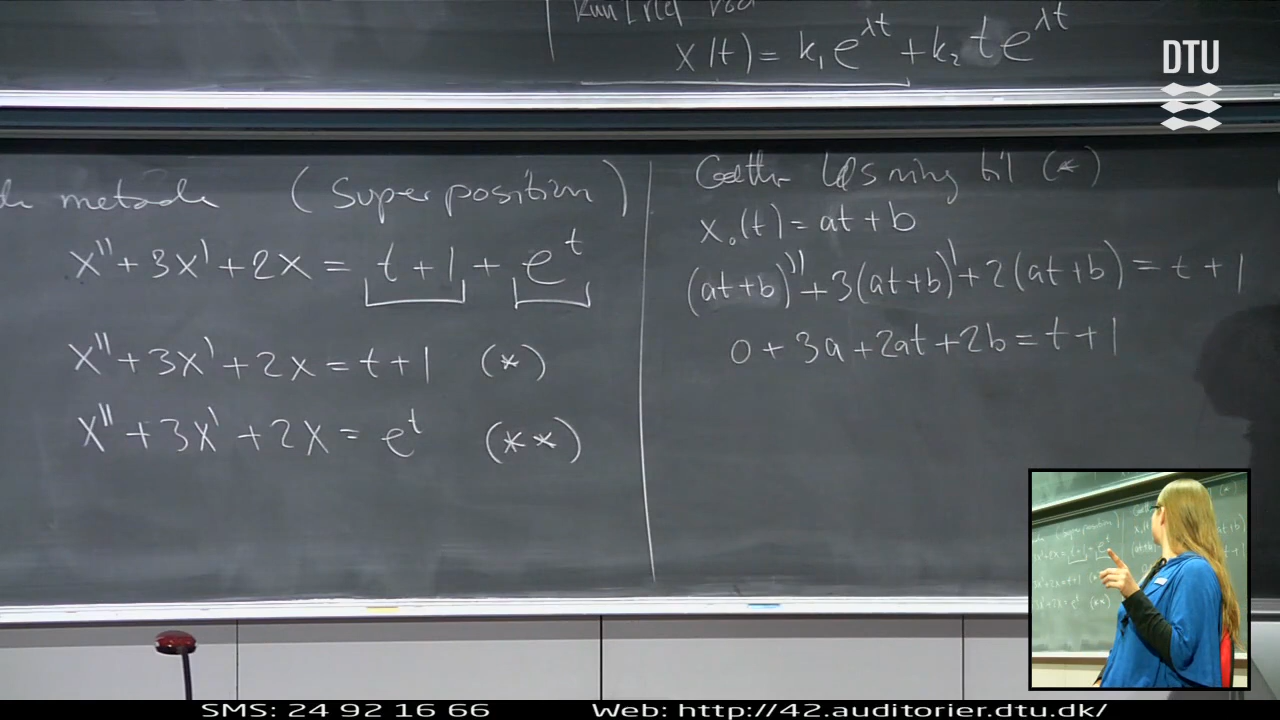 x(t) = k₁e^{λt} + k₂te^{λt}
DTU
metode (Superposition)
x'' + 3x' + 2x = t + 1 + e^t
x'' + 3x' + 2x = t + 1 (*)
x'' + 3x' + 2x = e^t (**)
løsning til (*)
x₀(t) = at + b
(at+b)'' + 3(at+b)' + 2(at+b) = t + 1
0 + 3a + 2at + 2b = t + 1
SMS: 24 92 16 66 Web: http://42.auditorier.dtu.dk/